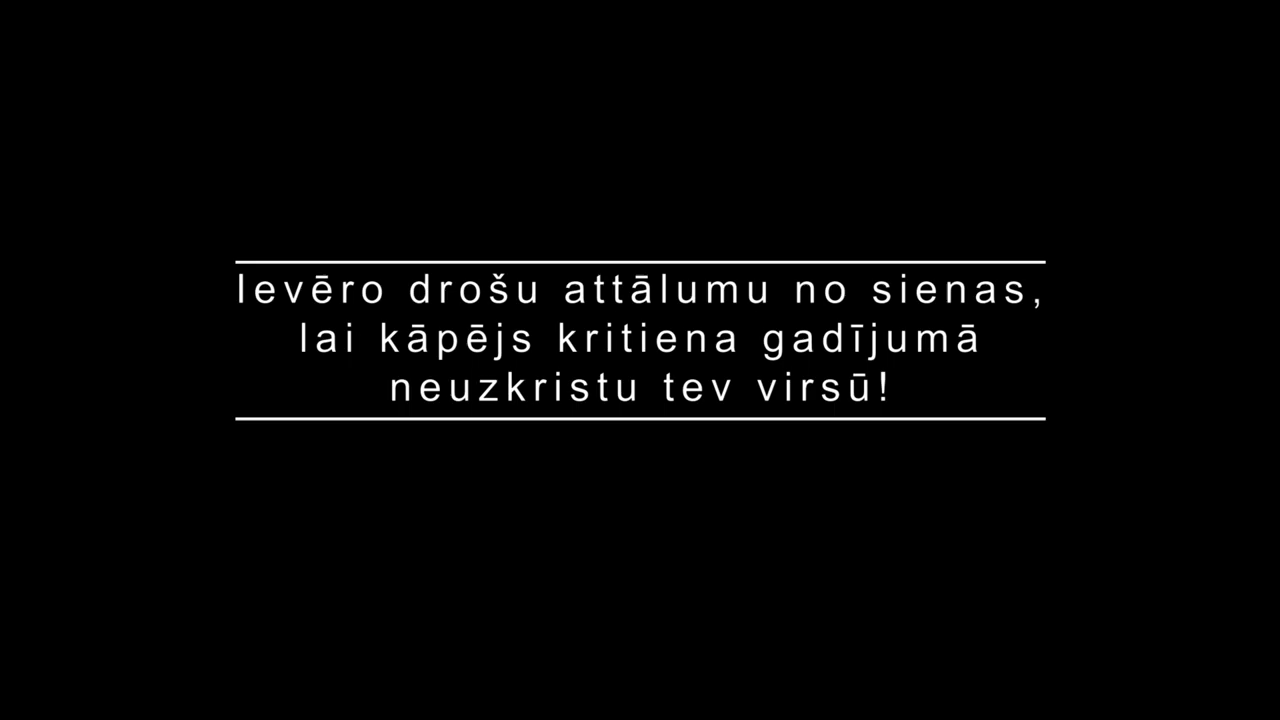 Ievēro drošu attālumu no sienas,
lai kāpējs kritiena gadījumā
neuzkristu tev virsū!